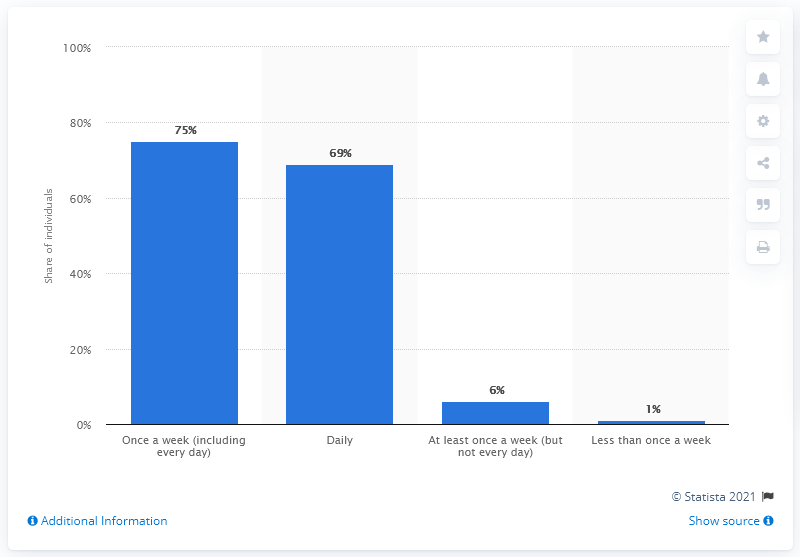 100%
80%
60%
40%
20%
0%
Share of individuals
75%
69%
6%
1%
Once a week (including
every day)
Daily
At least once a week (but
not every day)
Less than once a week
© Statista 2021
Additional Information
Show source